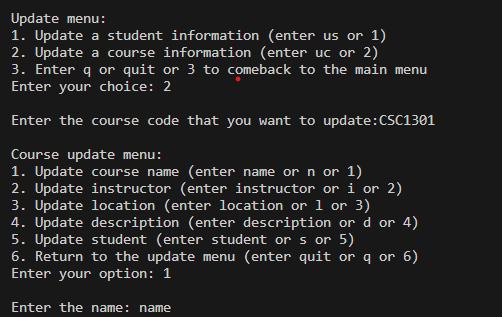 Update menu:
1. Update a student information (enter us or 1)
2. Update a course information (enter uc or 2)
3. Enter q or quit or 3 to comeback to the main menu
Enter your choice: 2
Enter the course code that you want to update:CSC1301
Course update menu:
1. Update course name (enter name or n or 1)
2. Update instructor (enter instructor or i or 2)
3. Update location (enter location or l or 3)
4. Update description (enter description or d or 4)
5. Update student (enter student or s or 5)
6. Return to the update menu (enter quit or q or 6)
Enter your option: 1
Enter the name: name